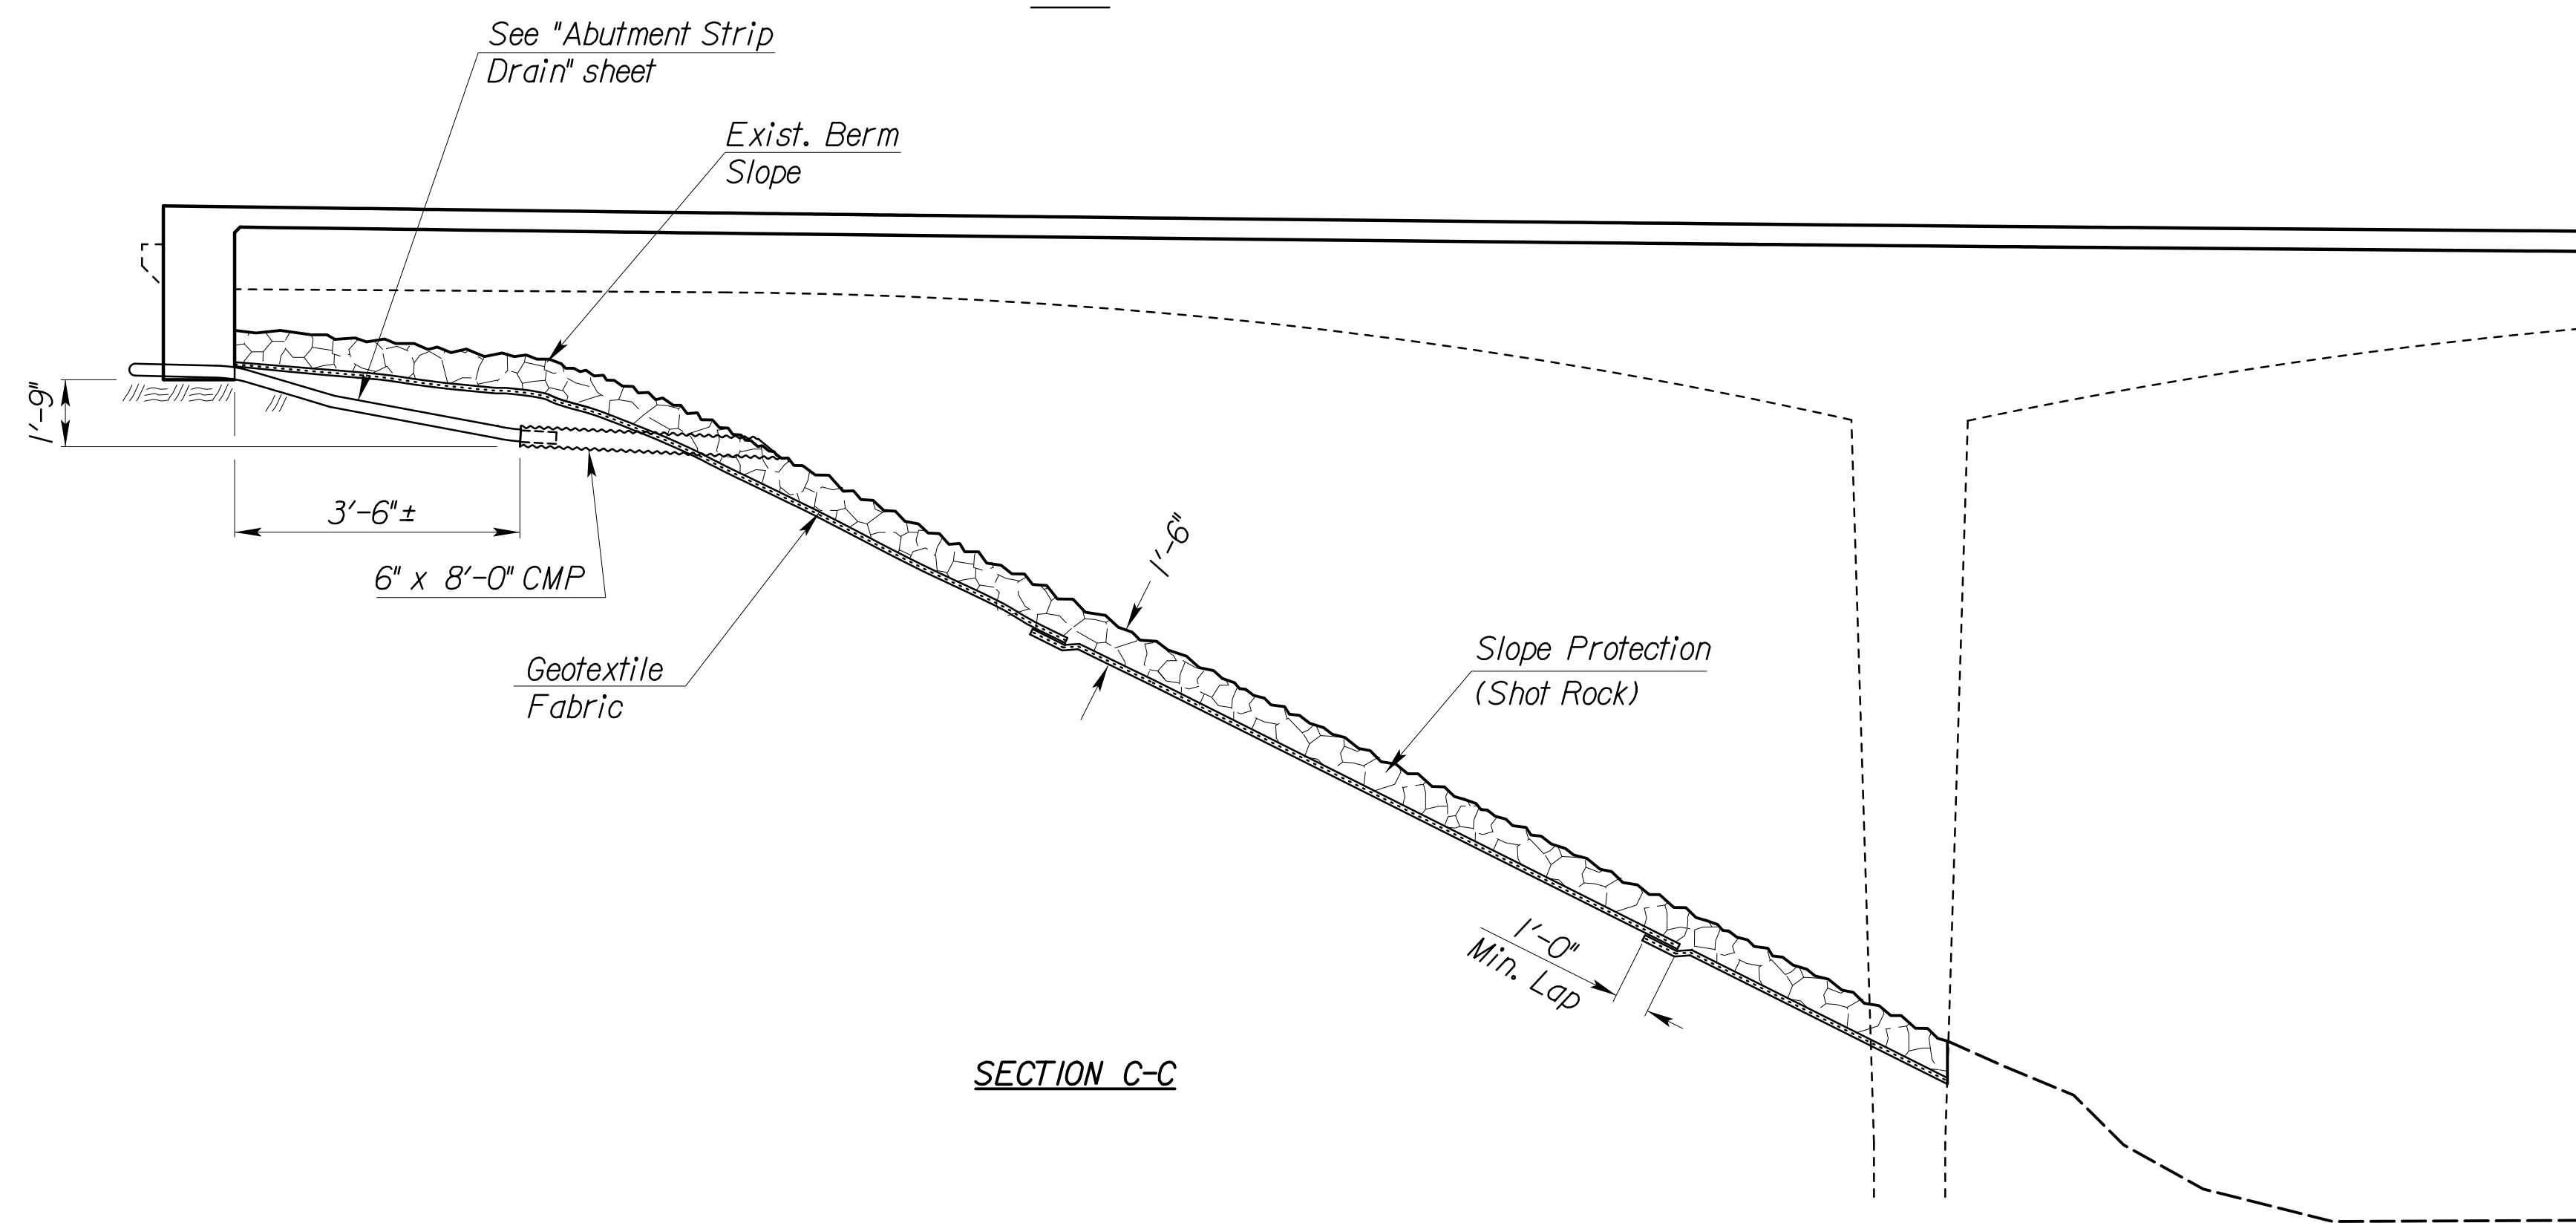 See "Abutment Strip
Drain" sheet
Exist. Berm
Slope
1'-9"
3'-6"±
6" x 8'-0" CMP
1'-6"
Geotextile
Fabric
Slope Protection
(Shot Rock)
1'-0"
Min. Lap
SECTION C-C